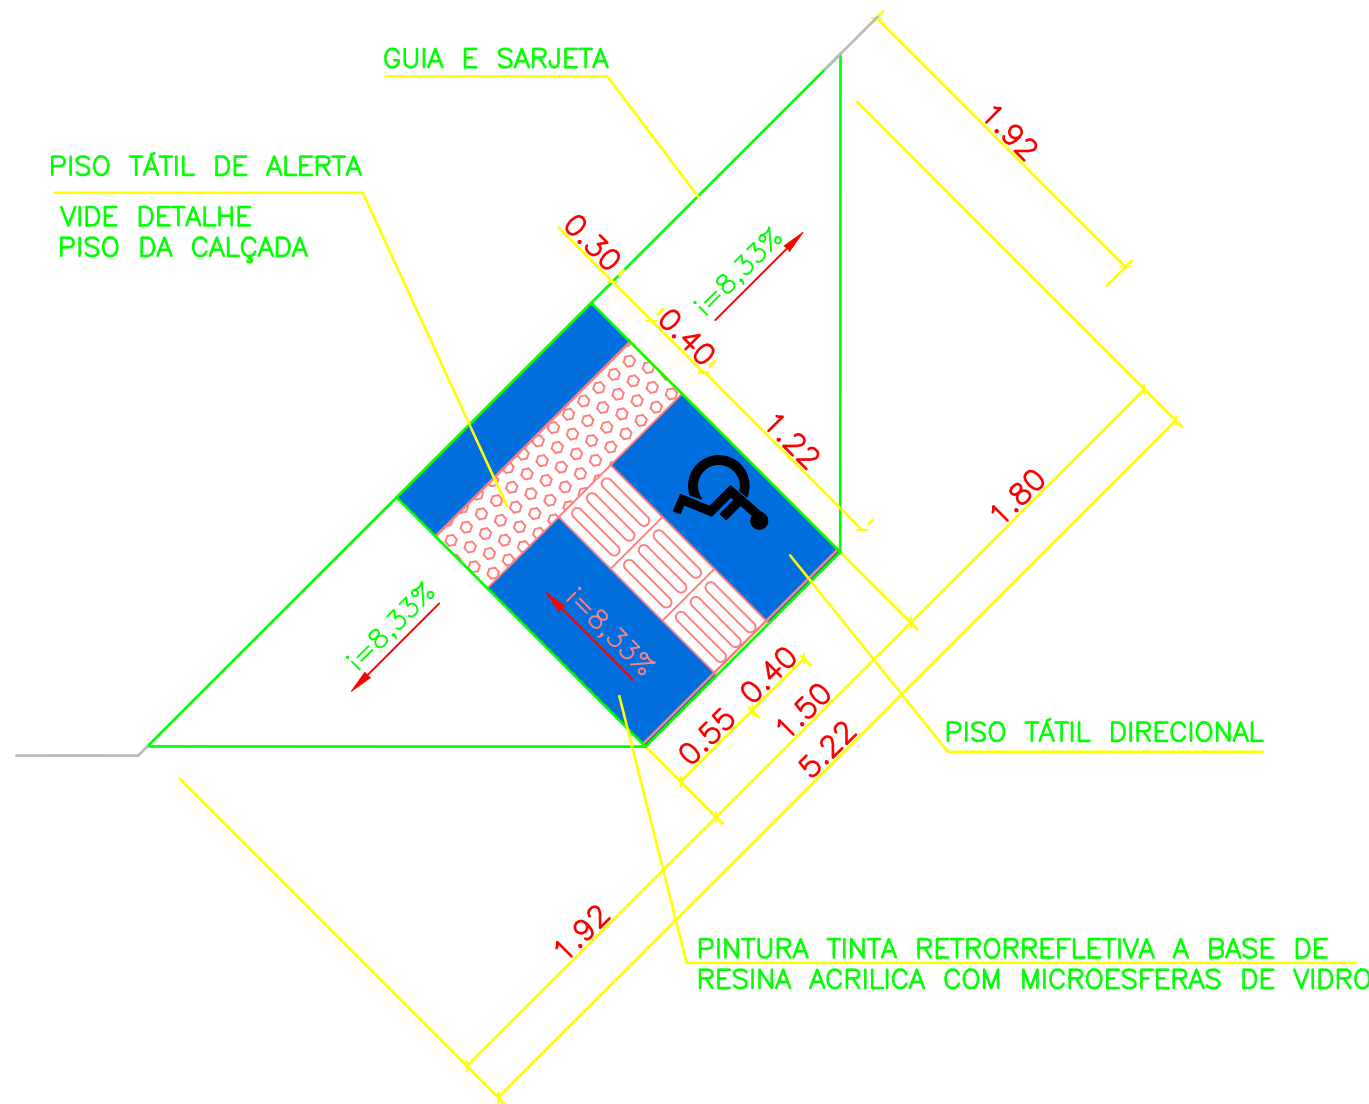 GUIA E SARJETA
1.92
PISO TÁTIL DE ALERTA
VIDE DETALHE
PISO DA CALÇADA
0.30
i=8,33%
0.40
1.22
1.80
i=8,33%
i=8,33%
0.40
0.55
1.50
5.22
PISO TÁTIL DIRECIONAL
1.92
PINTURA TINTA RETRORREFLETIVA A BASE DE
RESINA ACRILICA COM MICROESFERAS DE VIDRO